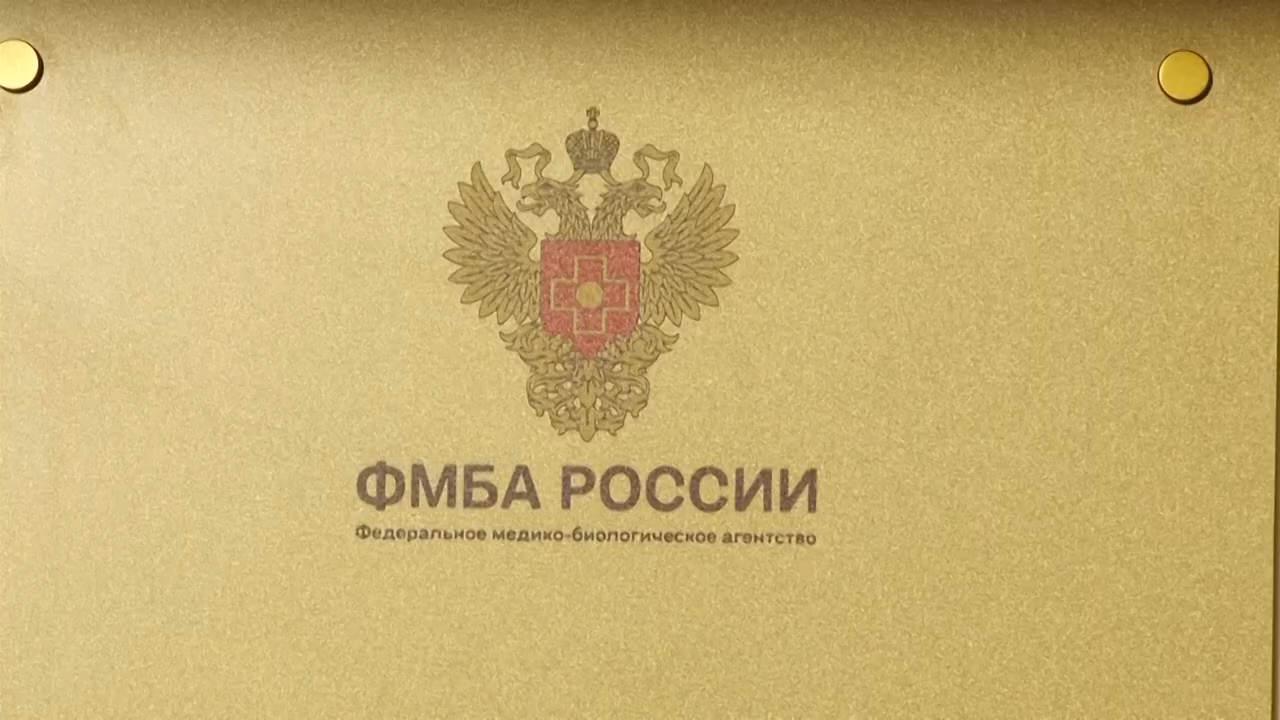 ФМБА РОССИИ
Федеральное медико-биологическое агентство